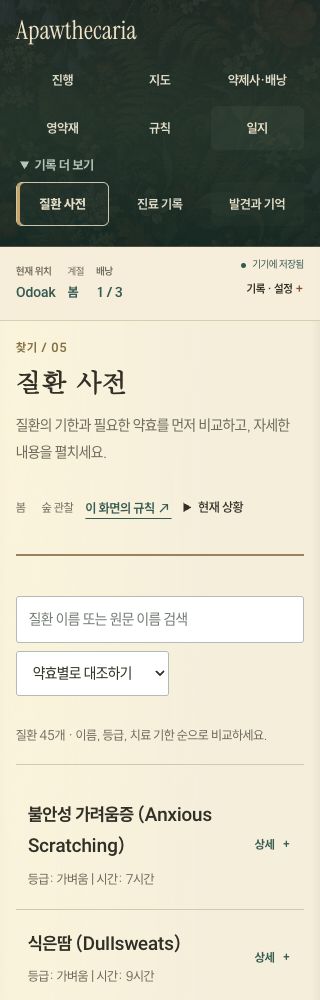 Apawthecaria
진행 지도 약제사·배낭
영약재 규칙 일지
▼ 기록 더 보기
질환 사전 진료 기록 발견과 기억
현재 위치 계절 배낭 ● 기기에 저장됨
Odoak 봄 1 / 3 기록 · 설정 +
찾기 / 05
질환 사전
질환의 기한과 필요한 약효를 먼저 비교하고, 자세한
내용을 펼치세요.
봄 숲 관찰 이 화면의 규칙 ↗ ▶ 현재 상황
질환 이름 또는 원문 이름 검색
약효별로 대조하기
질환 45개 · 이름, 등급, 치료 기한 순으로 비교하세요.
불안성 가려움증 (Anxious
Scratching) 상세 +
등급: 가벼움 | 시간: 7시간
식은땀 (Dullsweats) 상세 +
등급: 가벼움 | 시간: 9시간